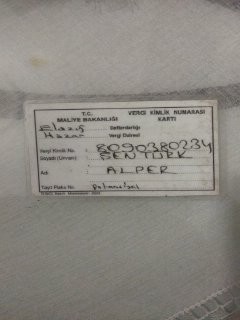 T.C.
MALİYE BAKANLIĞI
VERGİ KİMLİK NUMARASI
KARTI
Elazığ Defterdarlığı
Hazar Vergi Dairesi
Vergi Kimlik No. 8090380234
Soyadı (Unvan) ŞENTÜRK
Adı ALPER